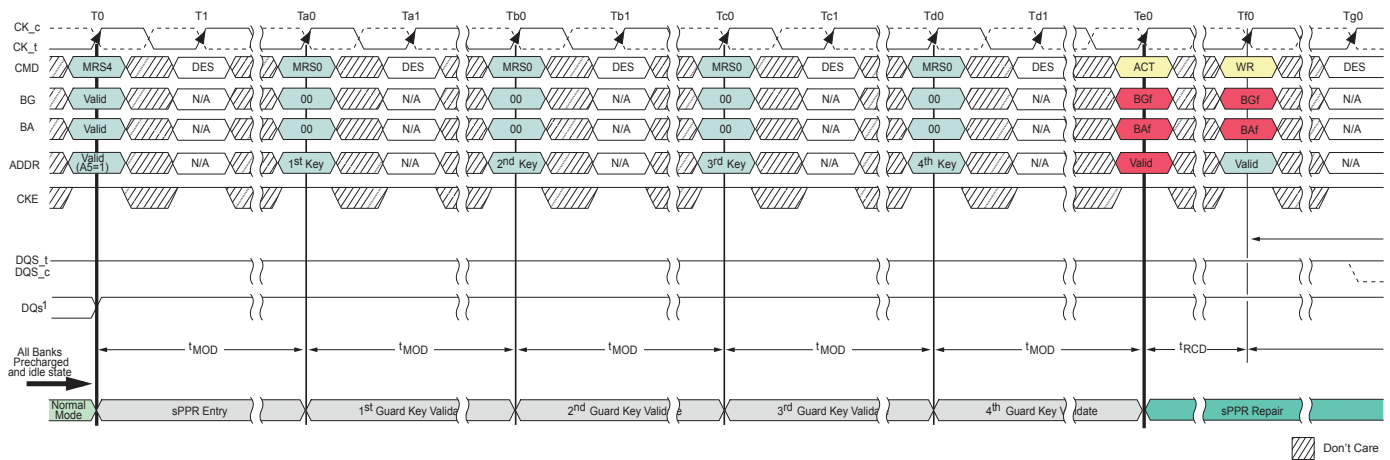 T0 T1 Ta0 Ta1 Tb0 Tb1 Tc0 Tc1 Td0 Td1 Te0 Tf0 Tg0
CK_c
CK_t
CMD MRS4 DES MRS0 DES MRS0 DES MRS0 DES MRS0 DES ACT WR DES
BG Valid N/A 00 N/A 00 N/A 00 N/A 00 N/A BGf BGf N/A
BA Valid N/A 00 N/A 00 N/A 00 N/A 00 N/A BAf BAf N/A
ADDR Valid (A5=1) N/A 1st Key N/A 2nd Key N/A 3rd Key N/A 4th Key N/A Valid Valid N/A
CKE
DQS_t
DQS_c
DQs1
tMOD tMOD tMOD tMOD tMOD tRCD
All Banks
Precharged
and idle state
Normal Mode sPPR Entry 1st Guard Key Valida 2nd Guard Key Valid e 3rd Guard Key Valida 4th Guard Key V date sPPR Repair
Don't Care